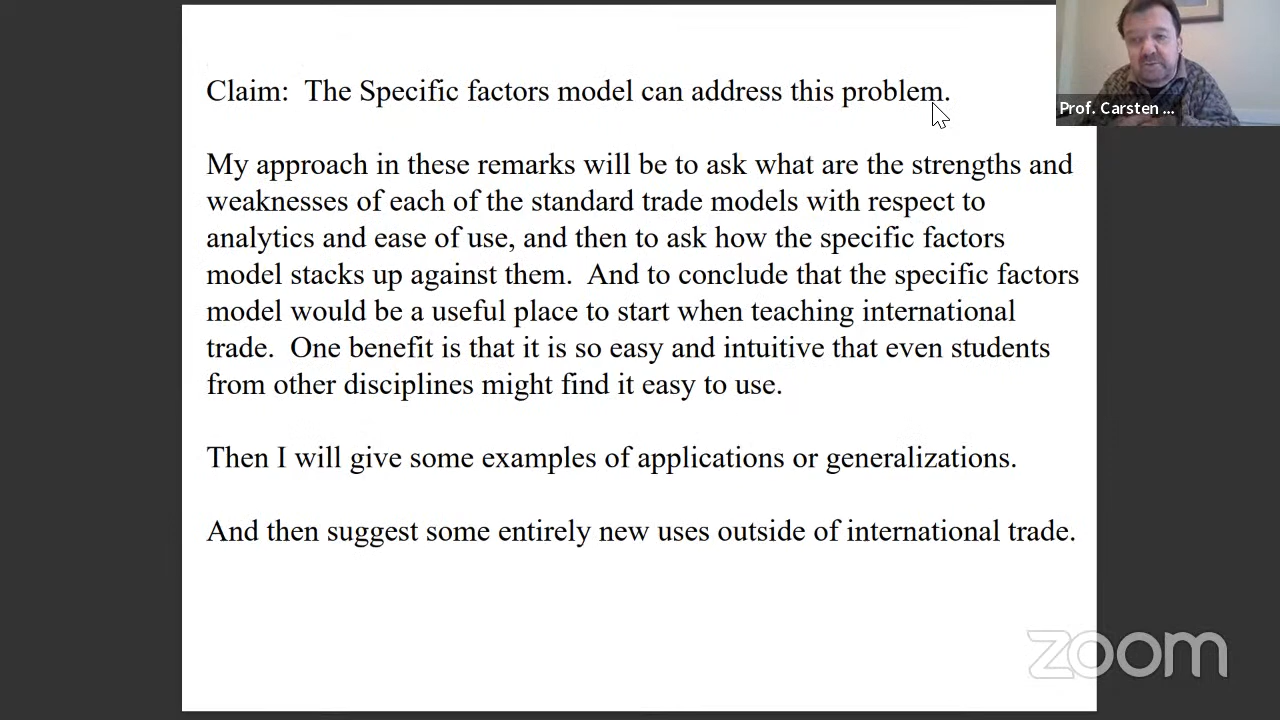 Claim:  The Specific factors model can address this problem.
Prof. Carsten ...
My approach in these remarks will be to ask what are the strengths and
weaknesses of each of the standard trade models with respect to
analytics and ease of use, and then to ask how the specific factors
model stacks up against them.  And to conclude that the specific factors
model would be a useful place to start when teaching international
trade.  One benefit is that it is so easy and intuitive that even students
from other disciplines might find it easy to use.
Then I will give some examples of applications or generalizations.
And then suggest some entirely new uses outside of international trade.
zoom